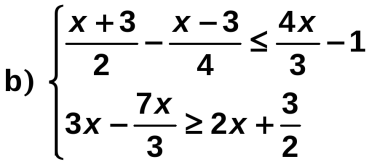 b) { (x + 3)/2 − (x − 3)/4 ≤ 4x/3 − 1
3x − 7x/3 ≥ 2x + 3/2